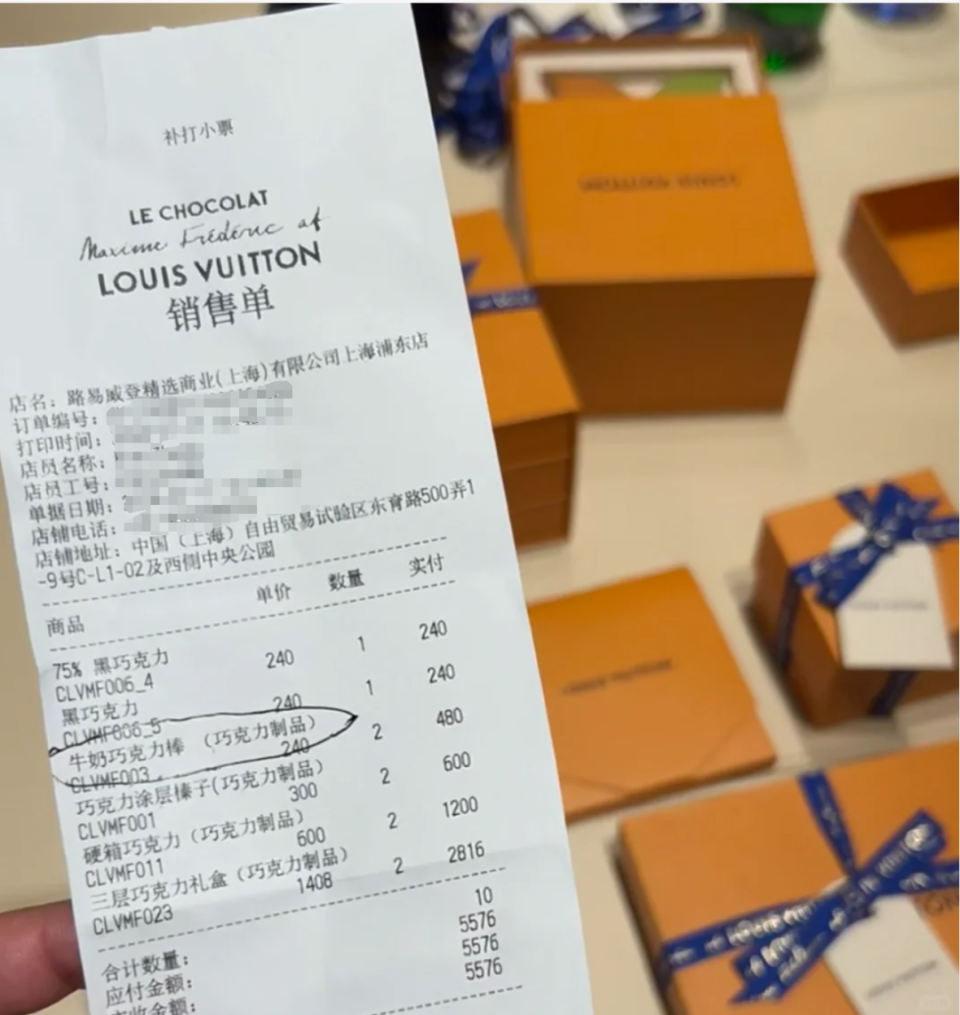 补打小票
LE CHOCOLAT
Maxime Frédéric at
LOUIS VUITTON
销售单
店名: 路易威登精选商业(上海)有限公司上海浦东店
订单编号:
打印时间:
店员名称:
店员工号:
单据日期:
店铺电话:
店铺地址: 中国(上海)自由贸易试验区东育路500弄1
-9号C-L1-02及西侧中央公园
商品 单价 数量 实付
75% 黑巧克力 240 1 240
CLVMF006_4
黑巧克力 240 1 240
CLVMF006_5
牛奶巧克力棒 (巧克力制品) 240 2 480
CLVMF003
巧克力涂层榛子(巧克力制品) 300 2 600
CLVMF001
硬箱巧克力 (巧克力制品) 600 2 1200
CLVMF011
三层巧克力礼盒 (巧克力制品) 1408 2 2816
CLVMF023
合计数量: 10
应付金额: 5576
5576
5576
LOUIS VUITTON